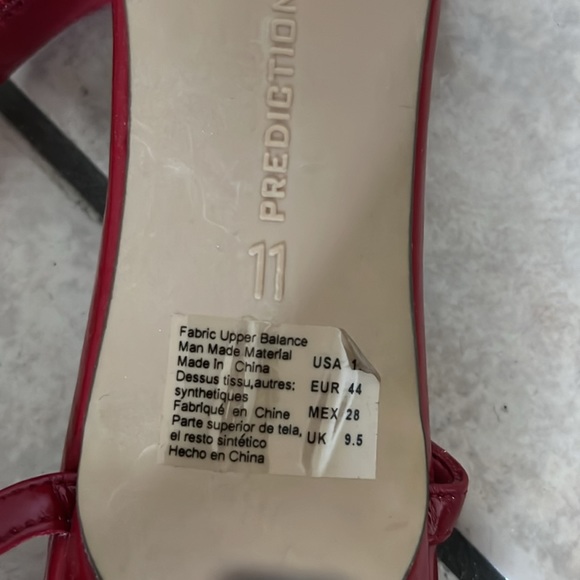 PREDICTION
11
Fabric Upper Balance
Man Made Material
Made in China
Dessus tissu,autres:
synthetiques
Fabriqué en Chine
Parte superior de tela,
el resto sintético
Hecho en China
USA
EUR 44
MEX 28
UK 9.5